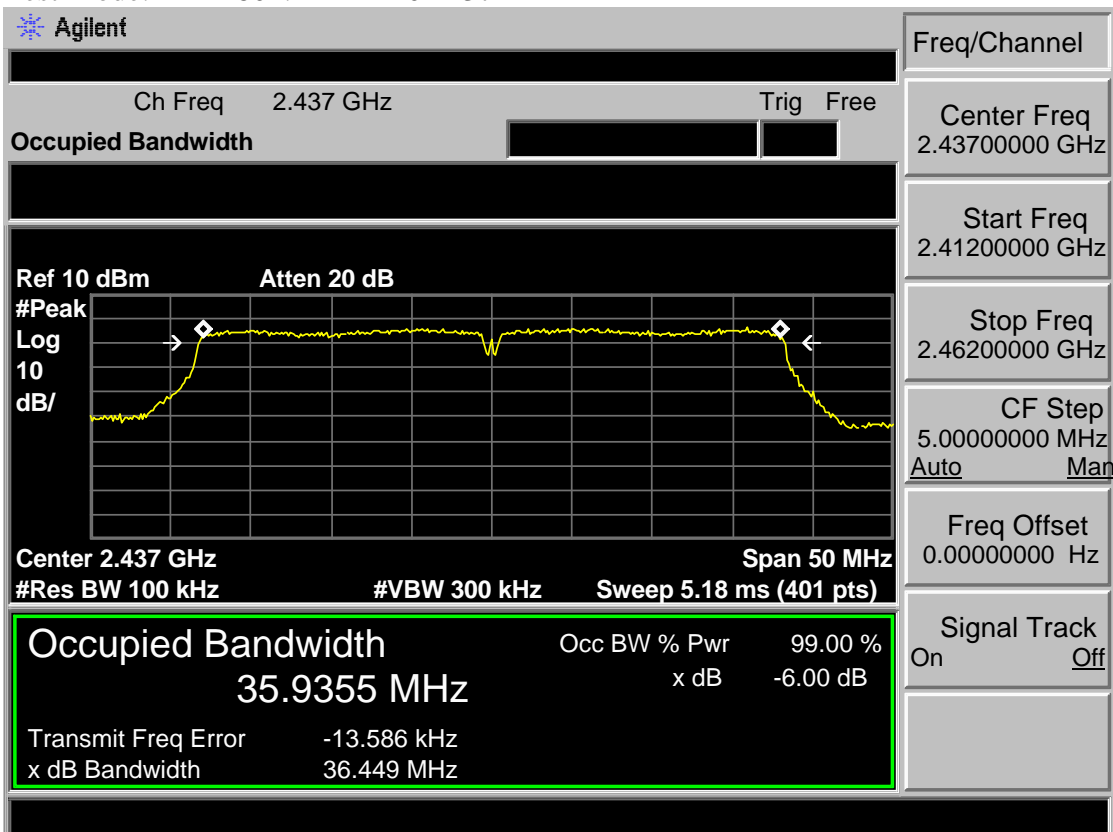 Agilent
Freq/Channel
Ch Freq 2.437 GHz Trig Free
Occupied Bandwidth
Center Freq
2.43700000 GHz
Start Freq
2.41200000 GHz
Stop Freq
2.46200000 GHz
CF Step
5.00000000 MHz
Auto Man
Freq Offset
0.00000000 Hz
Signal Track
On Off
Ref 10 dBm Atten 20 dB
#Peak
Log
10
dB/
Center 2.437 GHz Span 50 MHz
#Res BW 100 kHz #VBW 300 kHz Sweep 5.18 ms (401 pts)
Occupied Bandwidth
35.9355 MHz
Occ BW % Pwr 99.00 %
x dB -6.00 dB
Transmit Freq Error -13.586 kHz
x dB Bandwidth 36.449 MHz